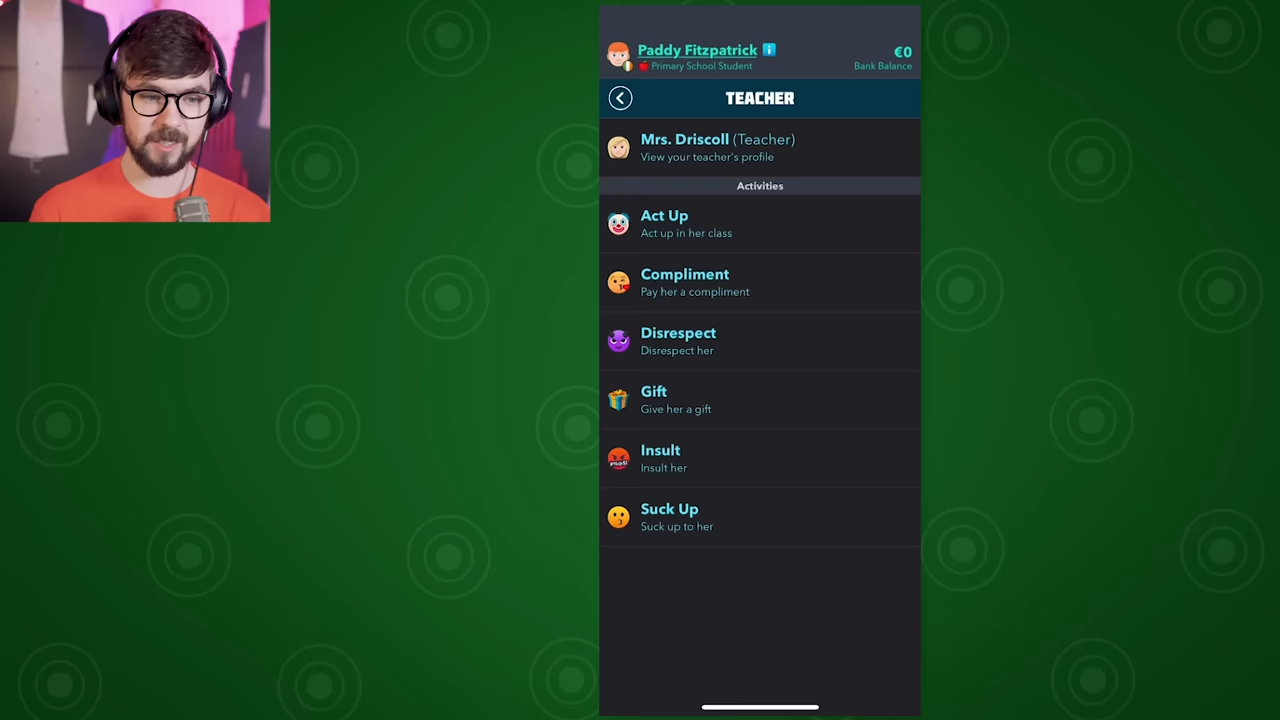 Paddy Fitzpatrick
Primary School Student
€0
Bank Balance
TEACHER
Mrs. Driscoll (Teacher)
View your teacher's profile
Activities
Act Up
Act up in her class
Compliment
Pay her a compliment
Disrespect
Disrespect her
Gift
Give her a gift
Insult
Insult her
Suck Up
Suck up to her